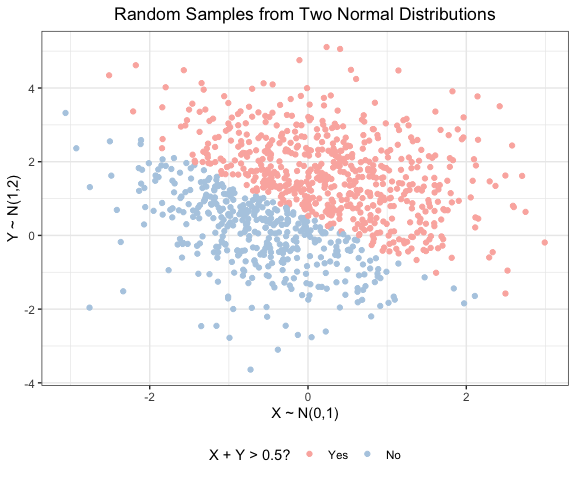 Random Samples from Two Normal Distributions
Y ~ N(1,2)
4
2
0
-2
-4
-2
0
2
X ~ N(0,1)
X + Y > 0.5?
Yes
No